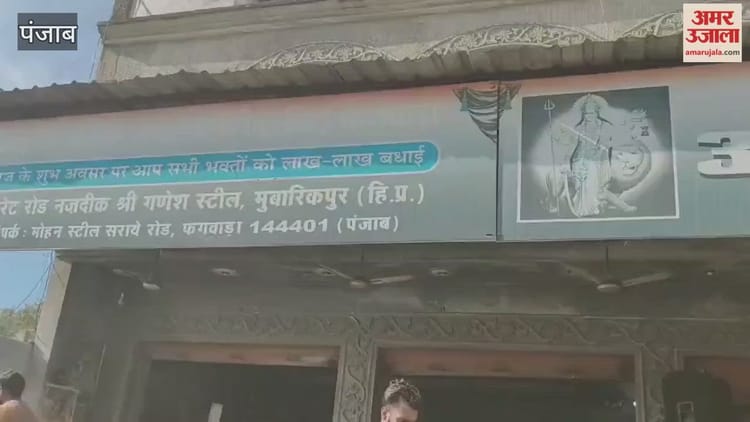 पंजाब
अमर उजाला
amarujala.com
के शुभ अवसर पर आप सभी भक्तों को लाख-लाख बधाई
रोड नजदीक श्री गणेश स्टील, मुबारिकपुर (हि.प्र.)
मोहन स्टील सराये रोड, फगवाड़ा 144401 (पंजाब)